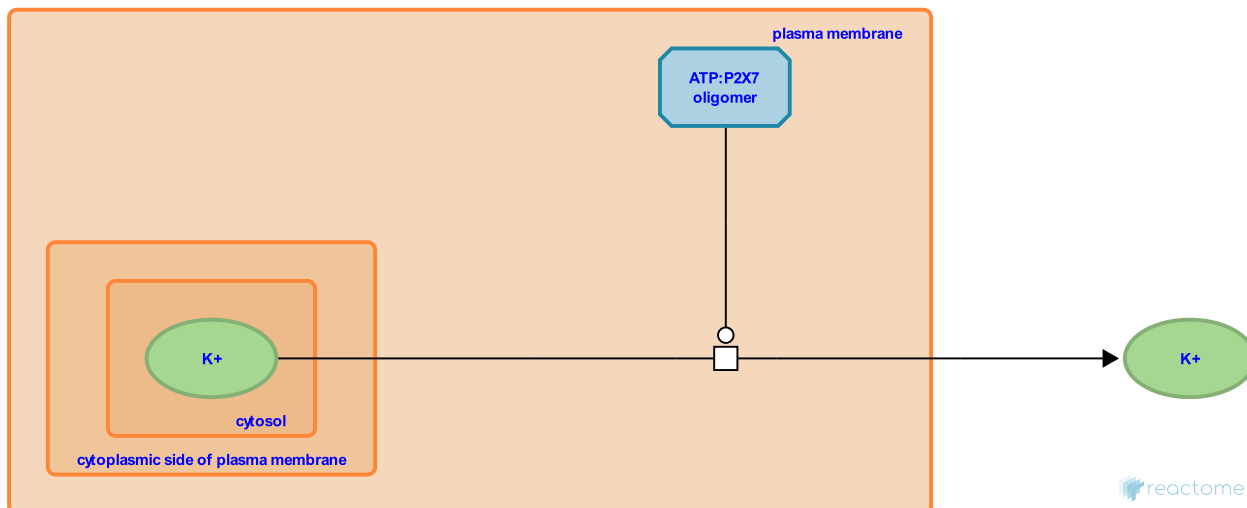 plasma membrane
ATP:P2X7
oligomer
K+
K+
cytosol
cytoplasmic side of plasma membrane
reactome